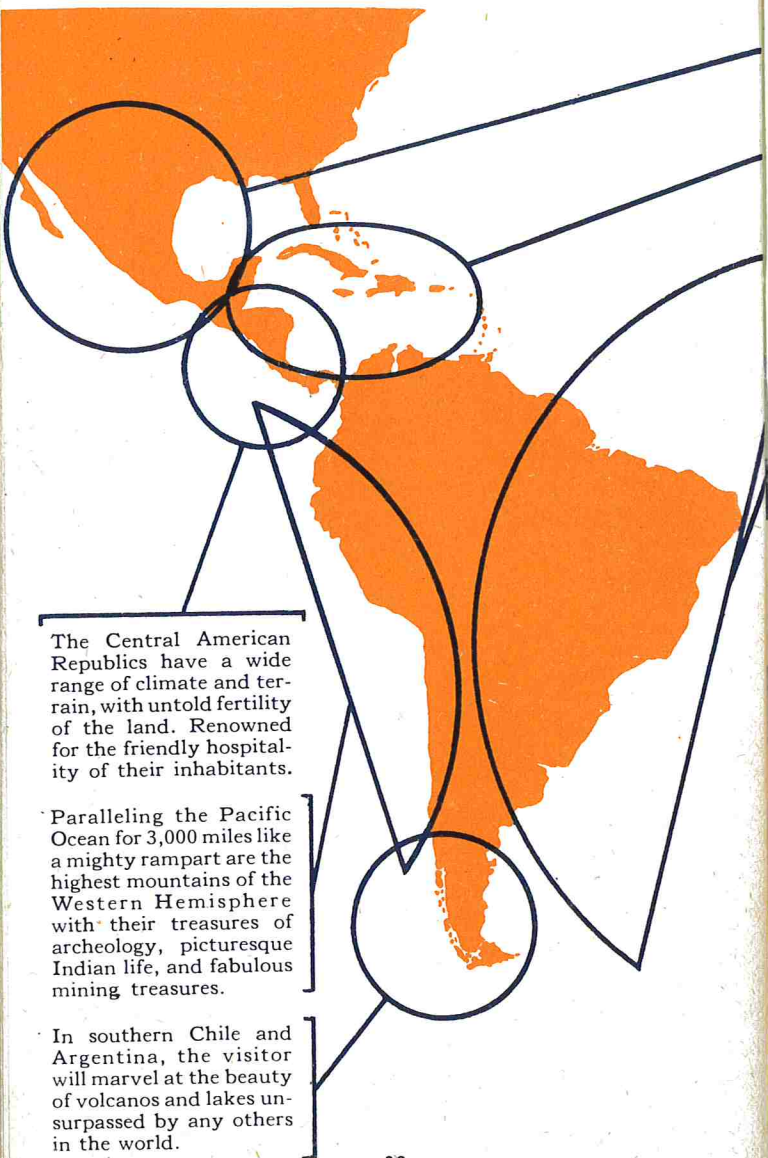 The Central American
Republics have a wide
range of climate and ter-
rain, with untold fertility
of the land. Renowned
for the friendly hospital-
ity of their inhabitants.
Paralleling the Pacific
Ocean for 3,000 miles like
a mighty rampart are the
highest mountains of the
Western Hemisphere
with their treasures of
archeology, picturesque
Indian life, and fabulous
mining treasures.
In southern Chile and
Argentina, the visitor
will marvel at the beauty
of volcanos and lakes un-
surpassed by any others
in the world.